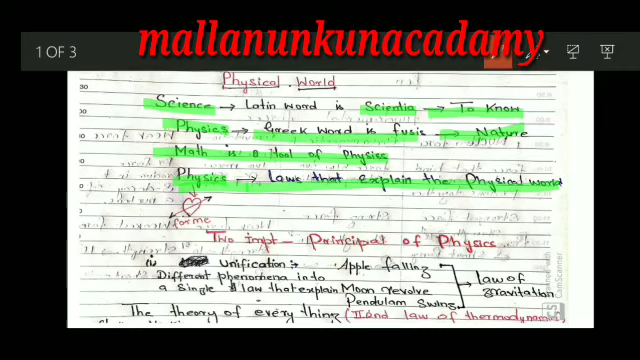 mallanunkunacadamy
1 OF 3
Physical World
Science → Latin word is Scientia → To Know
Physics → Greek word is fusis → Nature
Math is a tool of Physics
Physics → Laws that explain the Physical world
for me
Two impt - Principal of Physics
i, Unification :- Apple falling
Different phenomena into
a single law that explain Moon revolve
Pendulam Swing
law of
gravitation
The theory of every thing (IInd law of thermodynamic,
CS CamScanner